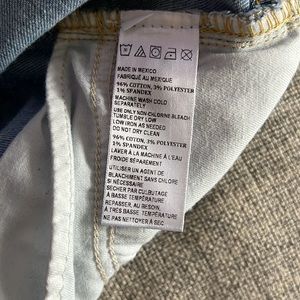 MADE IN MEXICO
FABRIQUÉ AU MEXIQUE
96% COTTON, 3% POLYESTER
1% SPANDEX
MACHINE WASH COLD
SEPARATELY
USE ONLY NON-CHLORINE BLEACH
TUMBLE DRY LOW
LOW IRON AS NEEDED
DO NOT DRY CLEAN
96% COTTON, 3% POLYESTER
1% SPANDEX
LAVER À LA MACHINE À L'EAU
FROIDE SÉPARÉMENT
UTILISER UN AGENT DE
BLANCHIMENT SANS CHLORE
SI NÉCESSAIRE
SÉCHER PAR CULBUTAGE
À BASSE TEMPÉRATURE
REPASSER, AU BESOIN,
À TRÈS BASSE TEMPÉRATURE
NE PAS NETTOYER À SEC